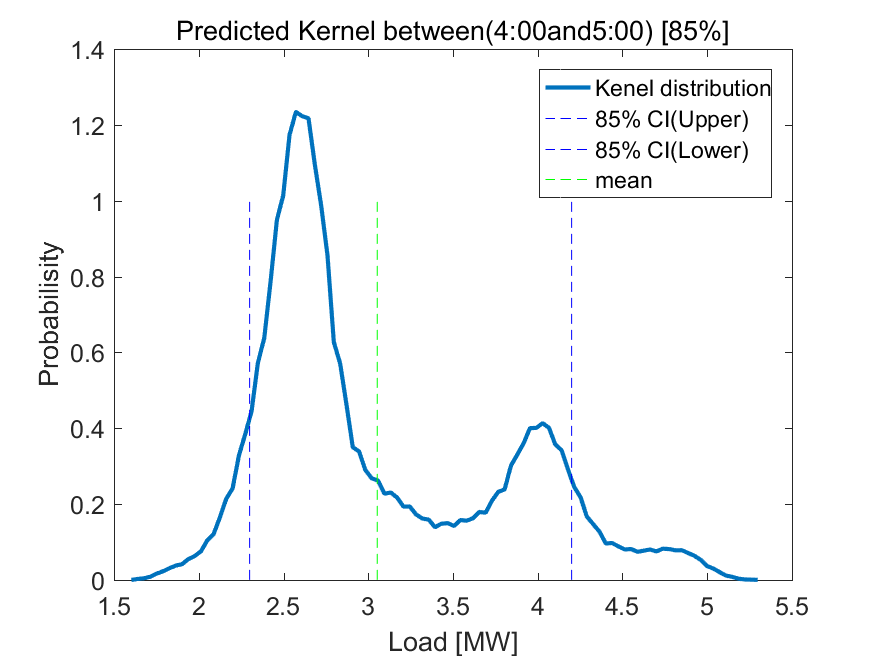 Predicted Kernel between(4:00and5:00) [85%]
1.4
1.2
1
0.8
0.6
0.4
0.2
0
Probabilisity
Kenel distribution
85% CI(Upper)
85% CI(Lower)
mean
1.5 2 2.5 3 3.5 4 4.5 5 5.5
Load [MW]